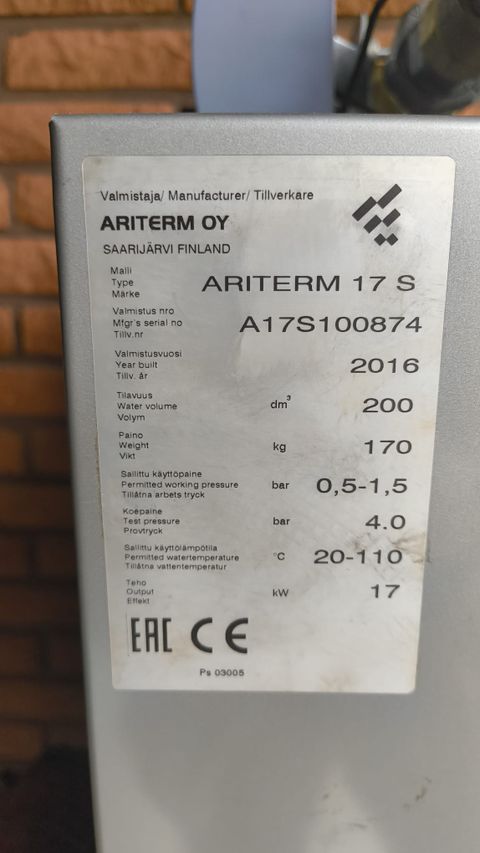 Valmistaja/ Manufacturer/ Tillverkare
ARITERM OY
SAARIJÄRVI FINLAND
Malli
Type
Märke
ARITERM 17 S
Valmistus nro
Mfgr's serial no
Tillv.nr
A17S100874
Valmistusvuosi
Year built
Tillv. år
2016
Tilavuus
Water volume
Volym
dm³
200
Paino
Weight
Vikt
kg
170
Sallittu käyttöpaine
Permitted working pressure
Tillåtna arbets tryck
bar
0,5-1,5
Koepaine
Test pressure
Provtryck
bar
4.0
Sallittu käyttölämpötila
Permitted watertemperature
Tillåtna vattentemperatur
°C
20-110
Teho
Output
Effekt
kW
17
EAC CE
Ps 03005